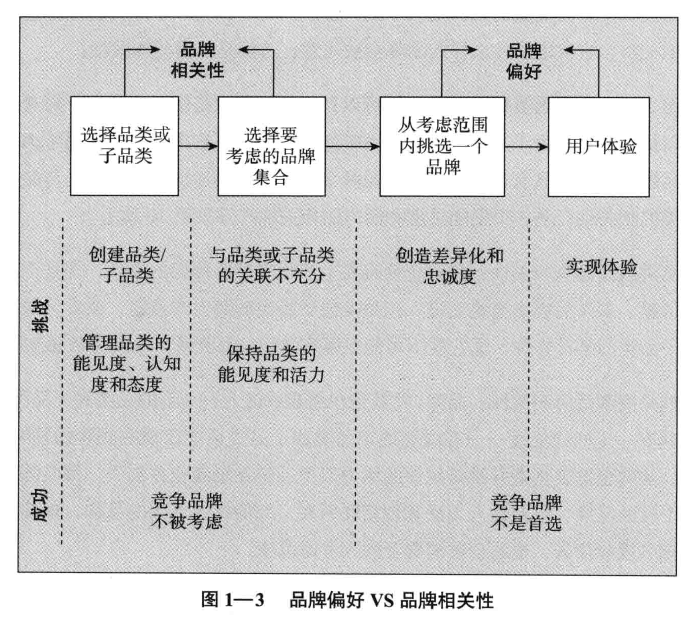 品牌
相关性
品牌
偏好
选择品类或
子品类
选择要
考虑的品牌
集合
从考虑范围
内挑选一个
品牌
用户体验
挑战
创建品类/
子品类
与品类或子品类
的关联不充分
创造差异化和
忠诚度
实现体验
管理品类的
能见度、认知
度和态度
保持品类的
能见度和活力
成功
竞争品牌
不被考虑
竞争品牌
不是首选
图 1—3 品牌偏好 VS 品牌相关性